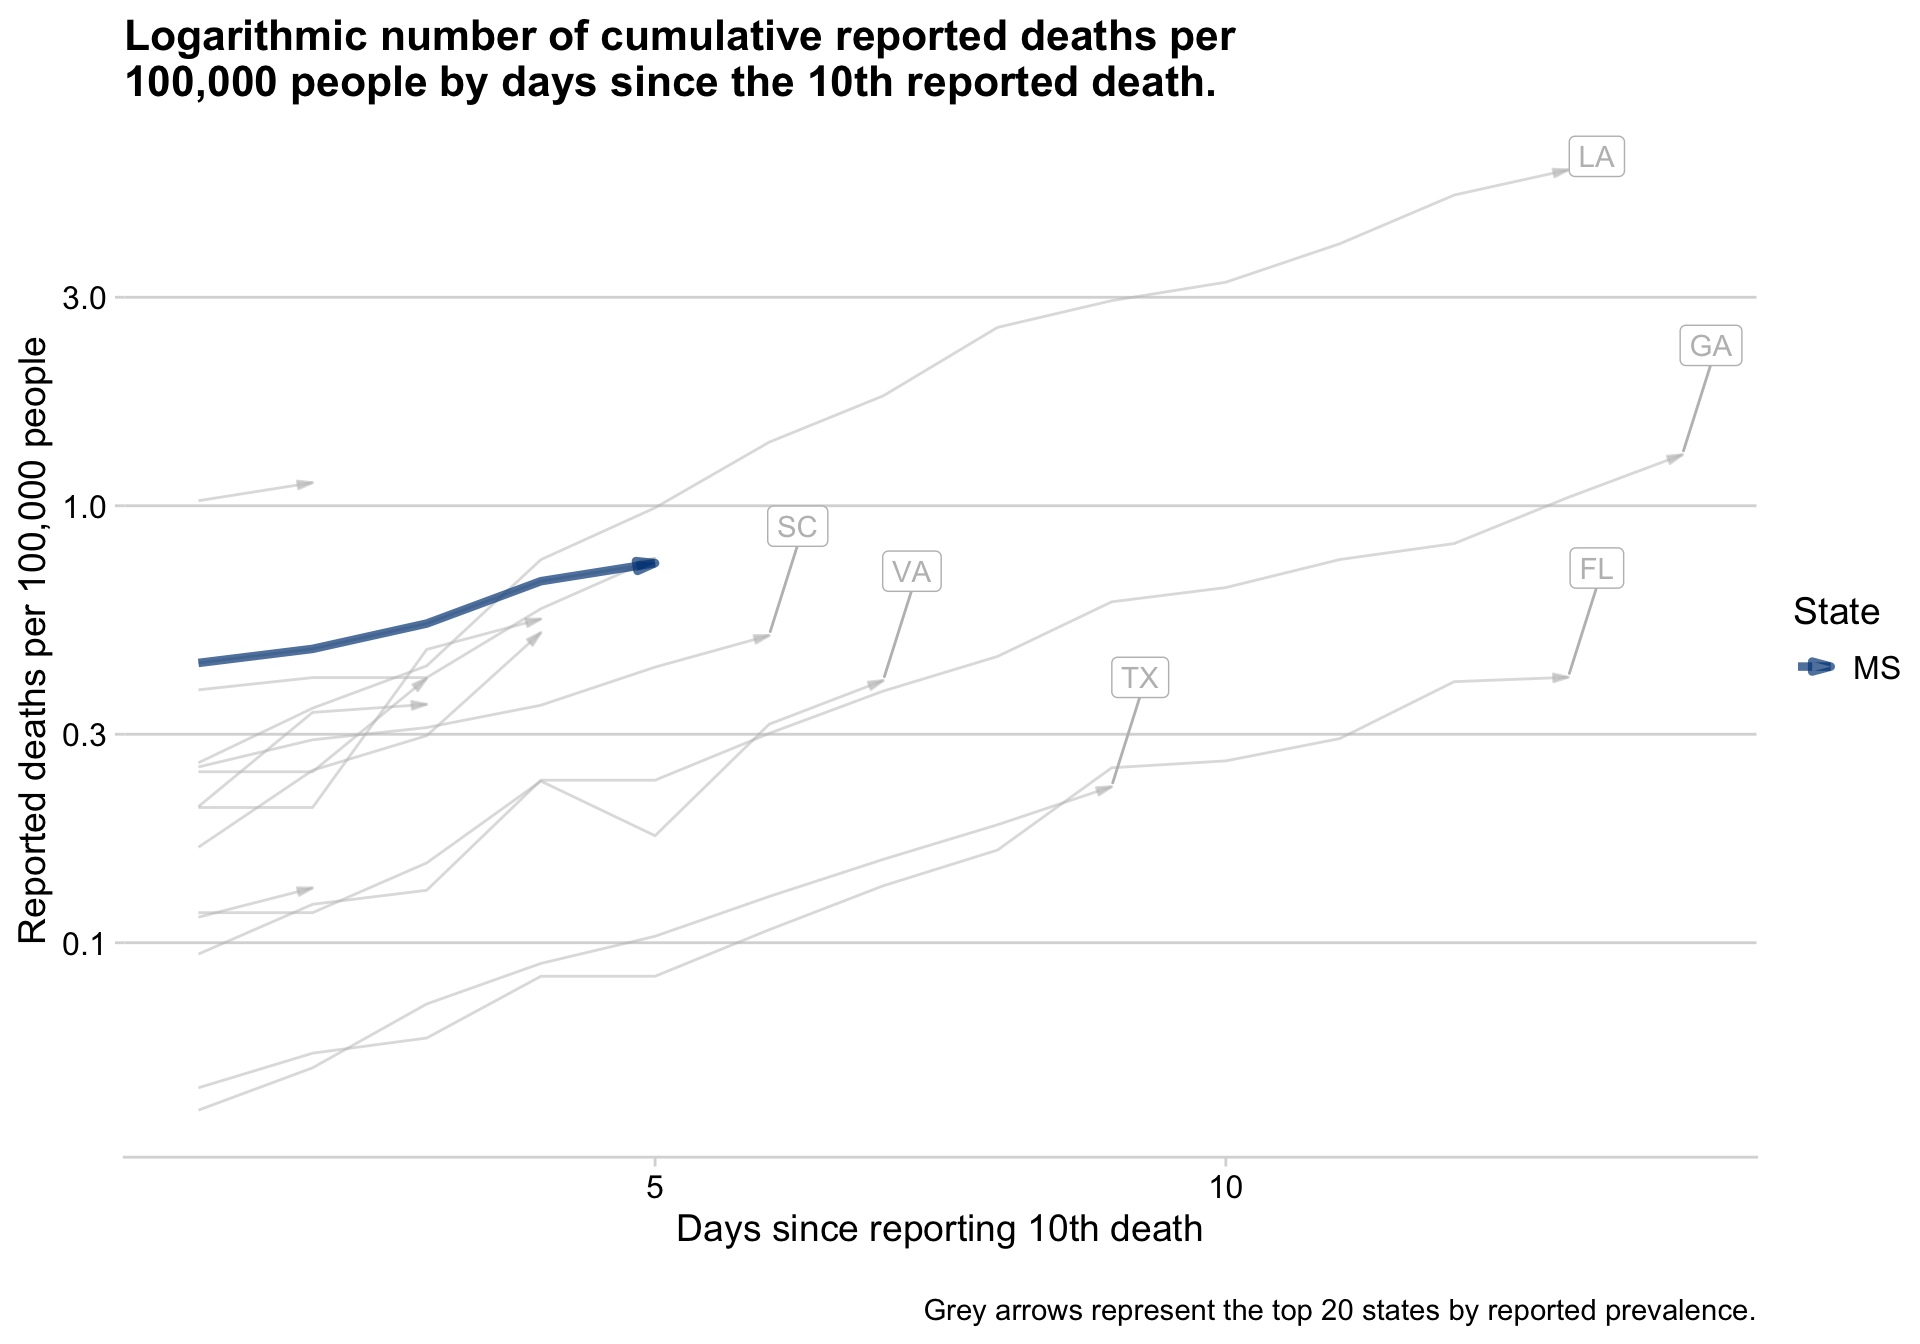 Logarithmic number of cumulative reported deaths per
100,000 people by days since the 10th reported death.
LA
3.0
GA
1.0
SC
VA
FL
State
MS
TX
0.3
0.1
Reported deaths per 100,000 people
5
10
Days since reporting 10th death
Grey arrows represent the top 20 states by reported prevalence.